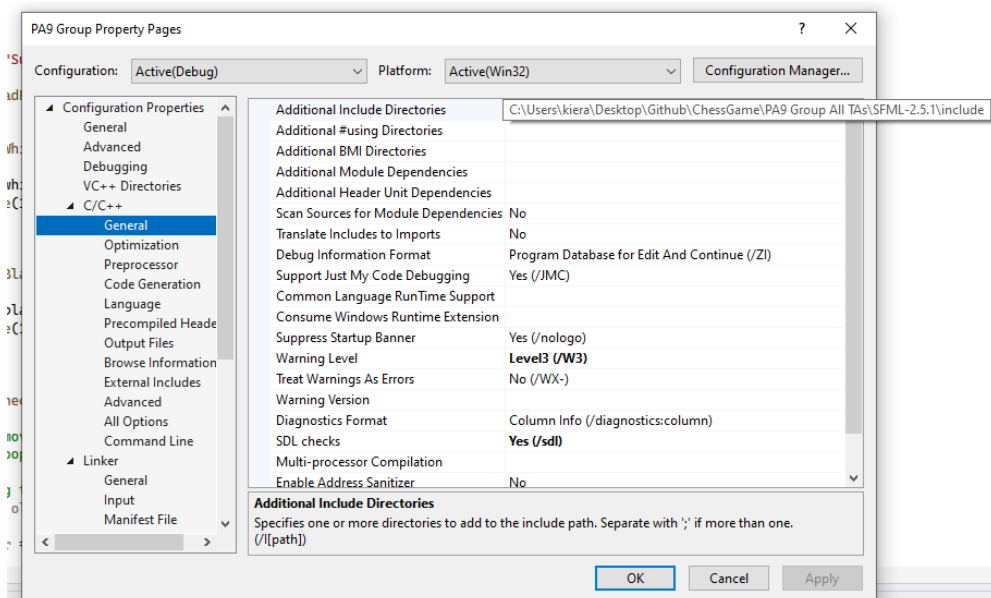 PA9 Group Property Pages
?
Configuration: Active(Debug) Platform: Active(Win32) Configuration Manager...
Configuration Properties
General
Advanced
Debugging
VC++ Directories
C/C++
General
Optimization
Preprocessor
Code Generation
Language
Precompiled Heade
Output Files
Browse Information
External Includes
Advanced
All Options
Command Line
Linker
General
Input
Manifest File
Additional Include Directories C:\Users\kiera\Desktop\Github\ChessGame\PA9 Group All TAs\SFML-2.5.1\include
Additional #using Directories
Additional BMI Directories
Additional Module Dependencies
Additional Header Unit Dependencies
Scan Sources for Module Dependencies No
Translate Includes to Imports No
Debug Information Format Program Database for Edit And Continue (/ZI)
Support Just My Code Debugging Yes (/JMC)
Common Language RunTime Support
Consume Windows Runtime Extension
Suppress Startup Banner Yes (/nologo)
Warning Level Level3 (/W3)
Treat Warnings As Errors No (/WX-)
Warning Version
Diagnostics Format Column Info (/diagnostics:column)
SDL checks Yes (/sdl)
Multi-processor Compilation
Enable Address Sanitizer No
Additional Include Directories
Specifies one or more directories to add to the include path. Separate with ';' if more than one.
(/I[path])
OK Cancel Apply